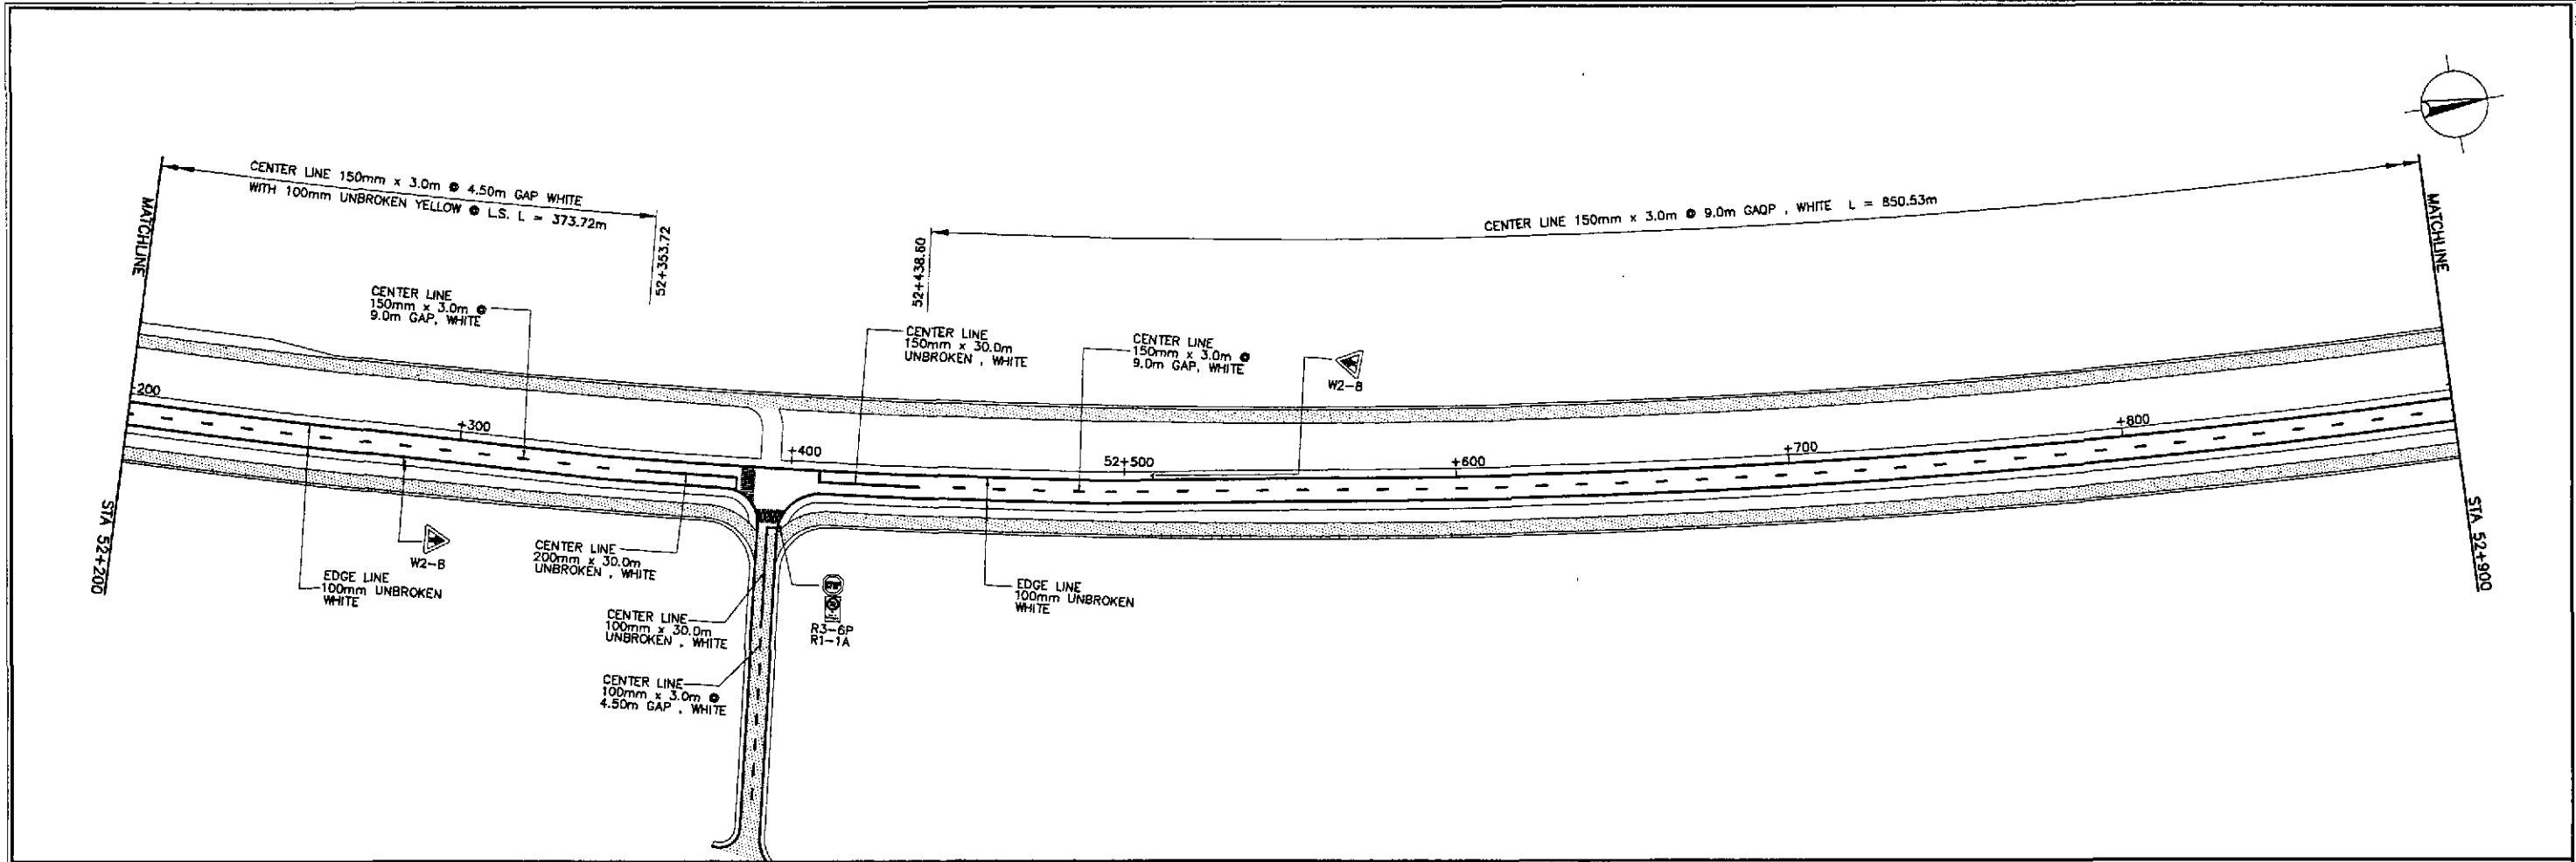 CENTER LINE 150mm x 3.0m @ 4.50m GAP WHITE
WITH 100mm UNBROKEN YELLOW @ L.S. L = 373.72m
MATCHLINE
STA 52+200
52+353.72
52+438.60
CENTER LINE 150mm x 3.0m @ 9.0m GAQP , WHITE L = 850.53m
MATCHLINE
STA 52+900
CENTER LINE
150mm x 3.0m @
9.0m GAP, WHITE
CENTER LINE
150mm x 30.0m
UNBROKEN , WHITE
CENTER LINE
150mm x 3.0m @
9.0m GAP, WHITE
W2-8
+200
+300
+400
52+500
+600
+700
+800
W2-B
EDGE LINE
100mm UNBROKEN
WHITE
CENTER LINE
200mm x 30.0m
UNBROKEN , WHITE
CENTER LINE
100mm x 30.0m
UNBROKEN , WHITE
CENTER LINE
100mm x 3.0m @
4.50m GAP , WHITE
R3-6P
R1-1A
EDGE LINE
100mm UNBROKEN
WHITE